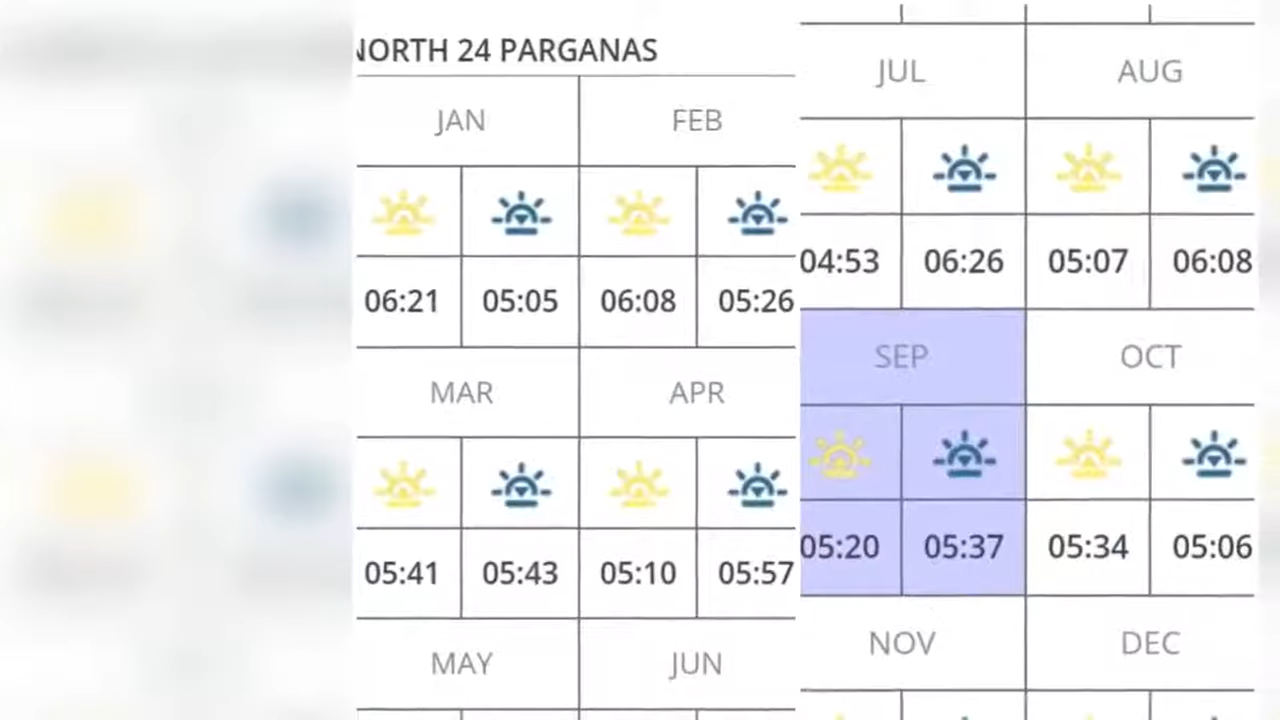 NORTH 24 PARGANAS
JAN FEB
06:21 05:05 06:08 05:26
MAR APR
05:41 05:43 05:10 05:57
MAY JUN
JUL AUG
04:53 06:26 05:07 06:08
SEP OCT
05:20 05:37 05:34 05:06
NOV DEC